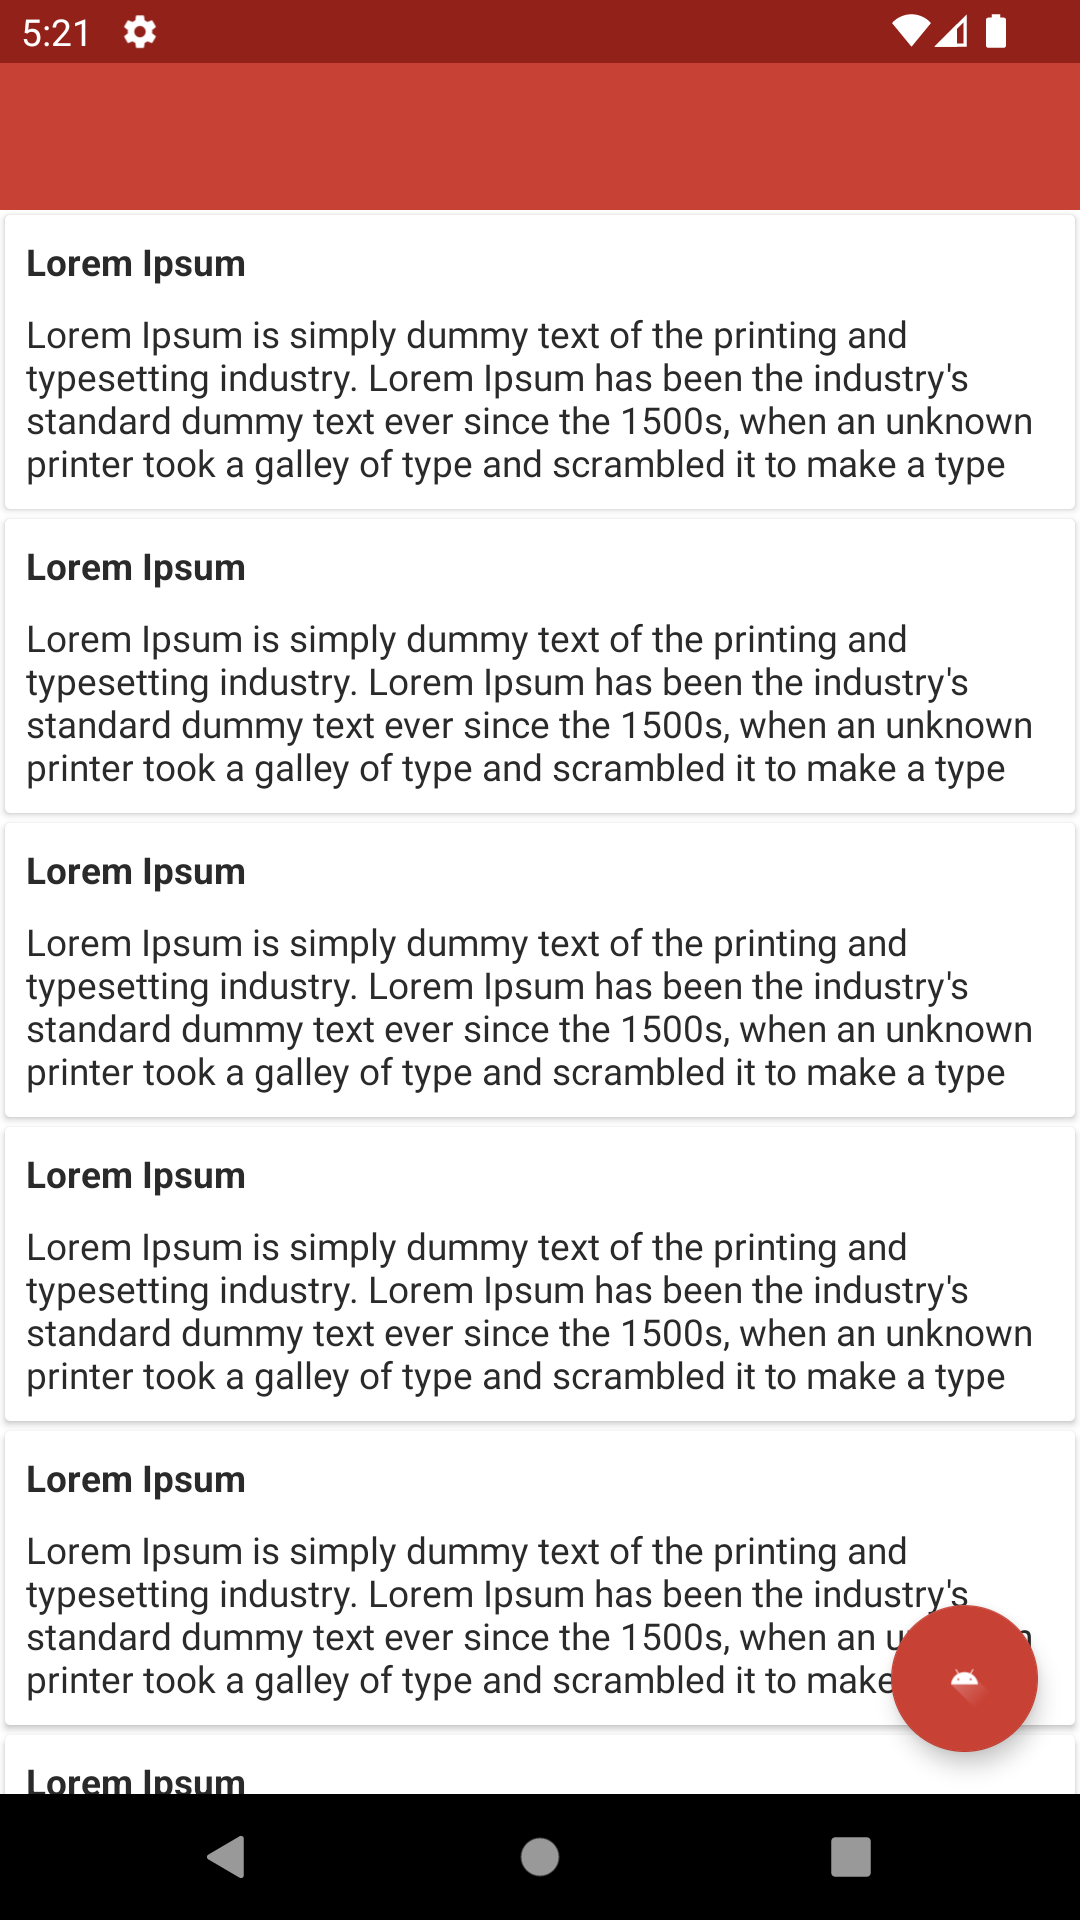 5:21
Lorem Ipsum
Lorem Ipsum is simply dummy text of the printing and
typesetting industry. Lorem Ipsum has been the industry's
standard dummy text ever since the 1500s, when an unknown
printer took a galley of type and scrambled it to make a type
Lorem Ipsum
Lorem Ipsum is simply dummy text of the printing and
typesetting industry. Lorem Ipsum has been the industry's
standard dummy text ever since the 1500s, when an unknown
printer took a galley of type and scrambled it to make a type
Lorem Ipsum
Lorem Ipsum is simply dummy text of the printing and
typesetting industry. Lorem Ipsum has been the industry's
standard dummy text ever since the 1500s, when an unknown
printer took a galley of type and scrambled it to make a type
Lorem Ipsum
Lorem Ipsum is simply dummy text of the printing and
typesetting industry. Lorem Ipsum has been the industry's
standard dummy text ever since the 1500s, when an unknown
printer took a galley of type and scrambled it to make a type
Lorem Ipsum
Lorem Ipsum is simply dummy text of the printing and
typesetting industry. Lorem Ipsum has been the industry's
standard dummy text ever since the 1500s, when an
printer took a galley of type and scrambled it to make
Lorem Ipsum